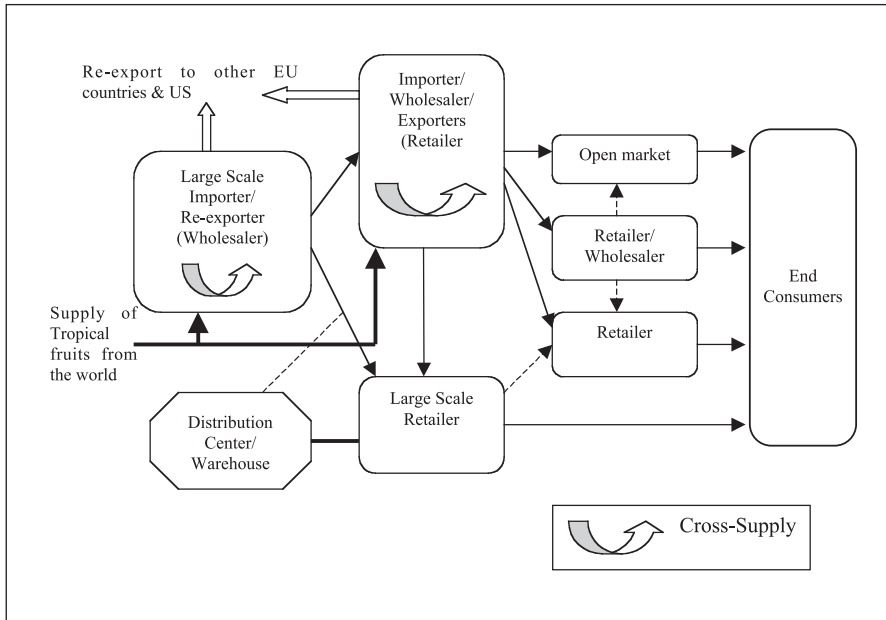 Re-export to other EU
countries & US
Importer/
Wholesaler/
Exporters
(Retailer
Large Scale
Importer/
Re-exporter
(Wholesaler)
Open market
Retailer/
Wholesaler
End
Consumers
Supply of
Tropical
fruits from
the world
Retailer
Large Scale
Retailer
Distribution
Center/
Warehouse
Cross-Supply